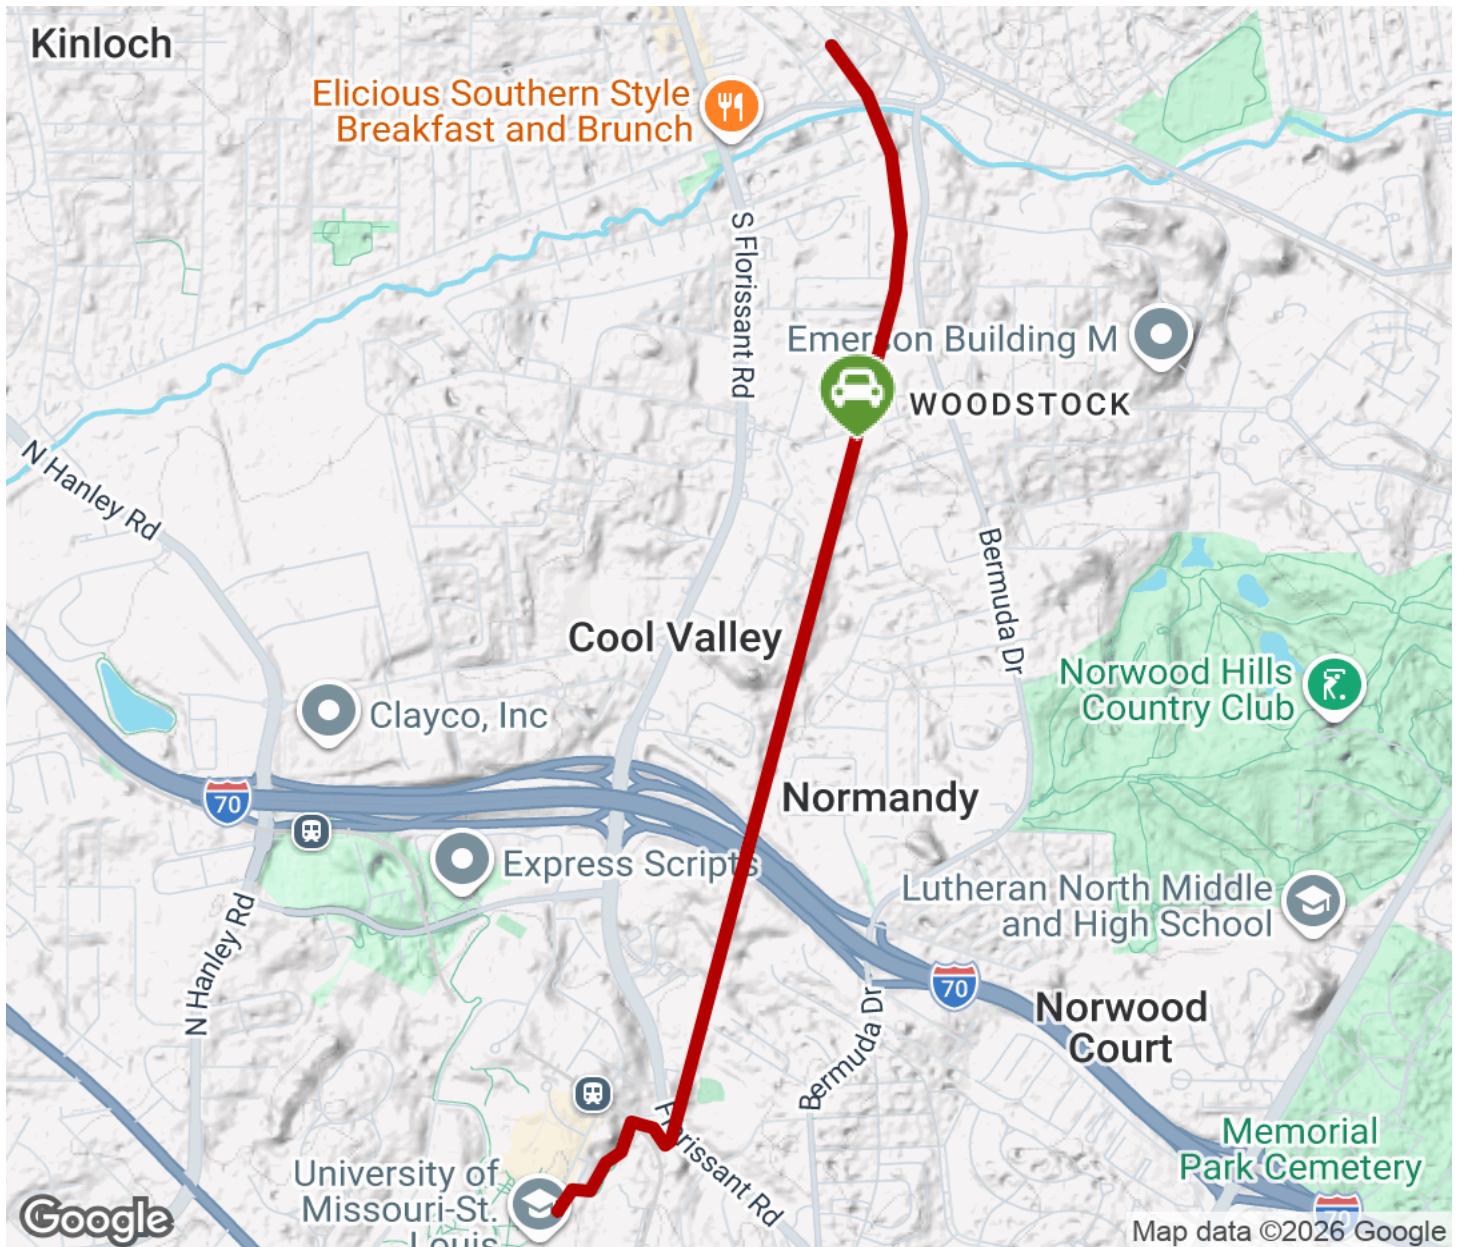 Kinloch
Elicious Southern Style
Breakfast and Brunch
S Florissant Rd
Emerson Building M
WOODSTOCK
N Hanley Rd
Bermuda Dr
Cool Valley
Norwood Hills
Country Club
Clayco, Inc
70
Normandy
Express Scripts
Lutheran North Middle
and High School
N Hanley Rd
70
Norwood
Court
Bermuda Dr
Florissant Rd
Memorial
Park Cemetery
University of
Missouri-St.
Louis
70
Google
Map data ©2026 Google